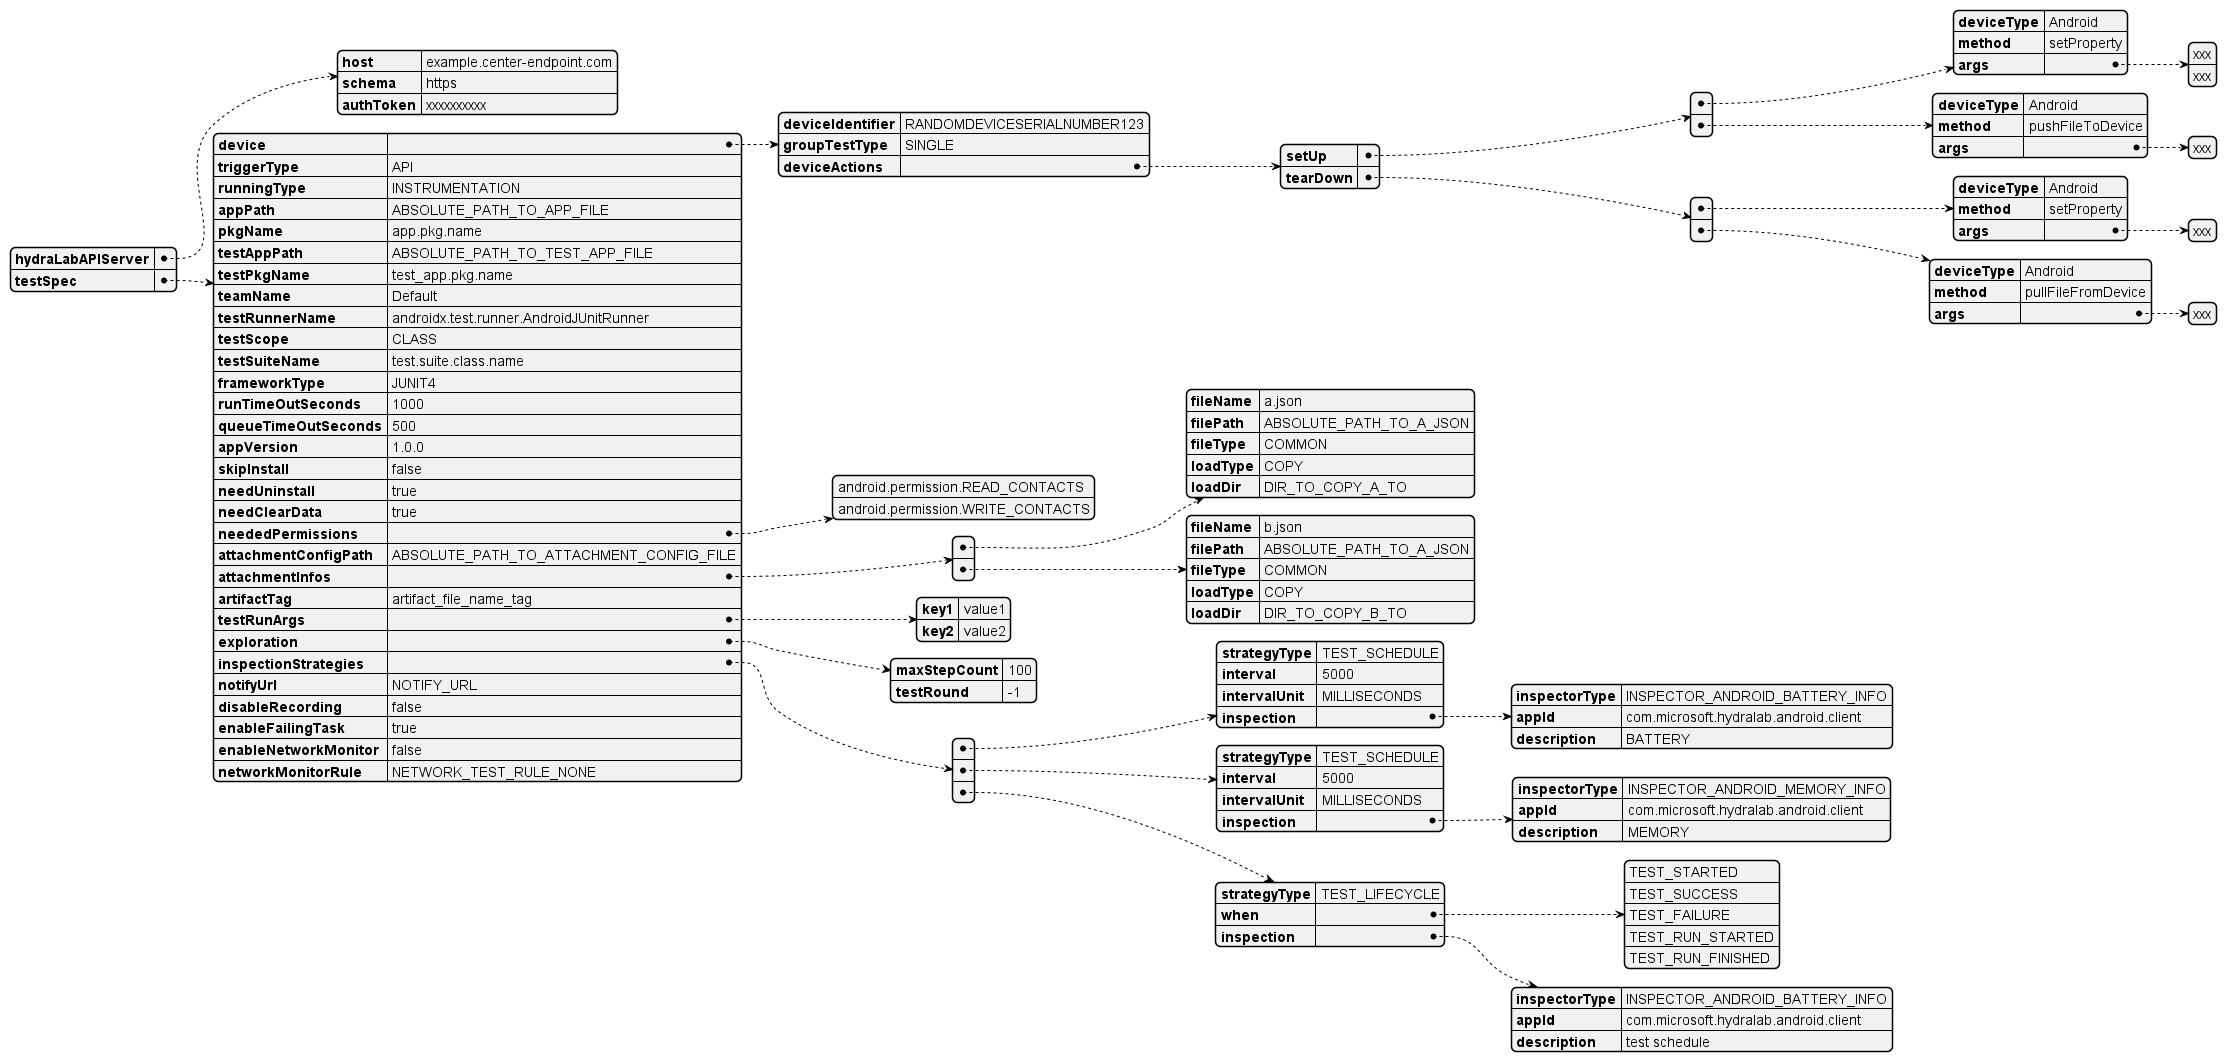 hydraLabAPIServer
testSpec
host example.center-endpoint.com
schema https
authToken xxxxxxxxxx
device
triggerType API
runningType INSTRUMENTATION
appPath ABSOLUTE_PATH_TO_APP_FILE
pkgName app.pkg.name
testAppPath ABSOLUTE_PATH_TO_TEST_APP_FILE
testPkgName test_app.pkg.name
teamName Default
testRunnerName androidx.test.runner.AndroidJUnitRunner
testScope CLASS
testSuiteName test.suite.class.name
frameworkType JUNIT4
runTimeOutSeconds 1000
queueTimeOutSeconds 500
appVersion 1.0.0
skipInstall false
needUninstall true
needClearData true
neededPermissions
attachmentConfigPath ABSOLUTE_PATH_TO_ATTACHMENT_CONFIG_FILE
attachmentInfos
artifactTag artifact_file_name_tag
testRunArgs
exploration
inspectionStrategies
notifyUrl NOTIFY_URL
disableRecording false
enableFailingTask true
enableNetworkMonitor false
networkMonitorRule NETWORK_TEST_RULE_NONE
deviceIdentifier RANDOMDEVICESERIALNUMBER123
groupTestType SINGLE
deviceActions
setUp
tearDown
deviceType Android
method setProperty
args
xxx
xxx
deviceType Android
method pushFileToDevice
args
xxx
deviceType Android
method setProperty
args
xxx
deviceType Android
method pullFileFromDevice
args
xxx
android.permission.READ_CONTACTS
android.permission.WRITE_CONTACTS
fileName a.json
filePath ABSOLUTE_PATH_TO_A_JSON
fileType COMMON
loadType COPY
loadDir DIR_TO_COPY_A_TO
fileName b.json
filePath ABSOLUTE_PATH_TO_A_JSON
fileType COMMON
loadType COPY
loadDir DIR_TO_COPY_B_TO
key1 value1
key2 value2
maxStepCount 100
testRound -1
strategyType TEST_SCHEDULE
interval 5000
intervalUnit MILLISECONDS
inspection
inspectorType INSPECTOR_ANDROID_BATTERY_INFO
appId com.microsoft.hydralab.android.client
description BATTERY
strategyType TEST_SCHEDULE
interval 5000
intervalUnit MILLISECONDS
inspection
inspectorType INSPECTOR_ANDROID_MEMORY_INFO
appId com.microsoft.hydralab.android.client
description MEMORY
strategyType TEST_LIFECYCLE
when
inspection
TEST_STARTED
TEST_SUCCESS
TEST_FAILURE
TEST_RUN_STARTED
TEST_RUN_FINISHED
inspectorType INSPECTOR_ANDROID_BATTERY_INFO
appId com.microsoft.hydralab.android.client
description test schedule